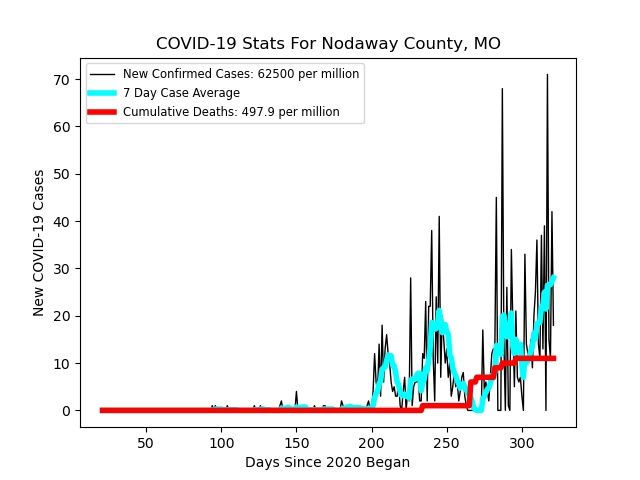 COVID-19 Stats For Nodaway County, MO
New Confirmed Cases: 62500 per million
7 Day Case Average
Cumulative Deaths: 497.9 per million
New COVID-19 Cases
70
60
50
40
30
20
10
0
50 100 150 200 250 300
Days Since 2020 Began